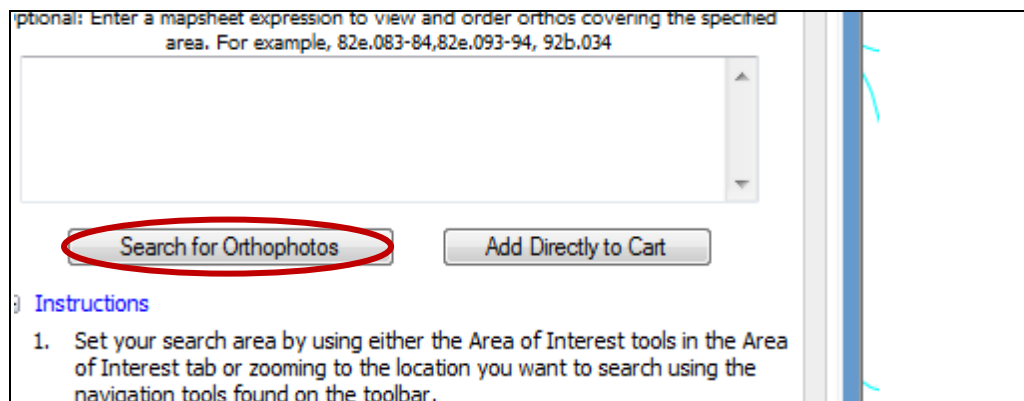 ptional: Enter a mapsheet expression to view and order orthos covering the specified
area. For example, 82e.083-84,82e.093-94, 92b.034
Search for Orthophotos
Add Directly to Cart
Instructions
1. Set your search area by using either the Area of Interest tools in the Area
of Interest tab or zooming to the location you want to search using the
navigation tools found on the toolbar.